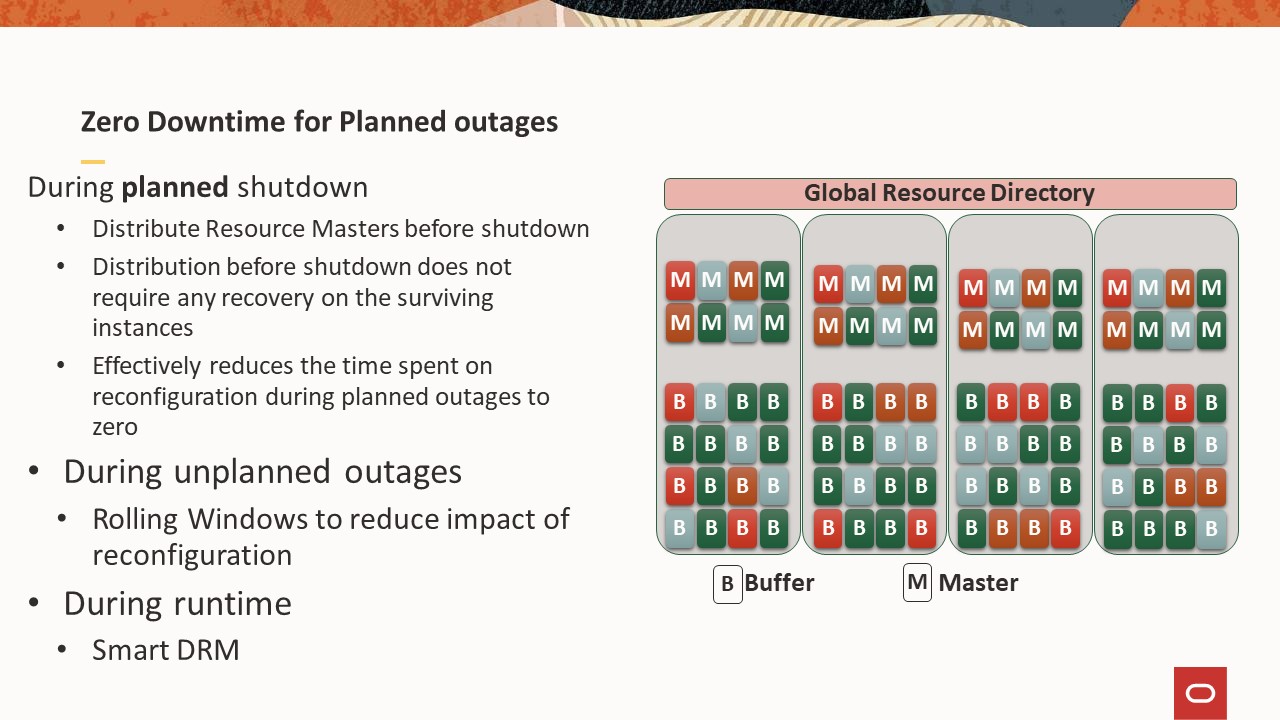 Zero Downtime for Planned outages
During planned shutdown
• Distribute Resource Masters before shutdown
• Distribution before shutdown does not
require any recovery on the surviving
instances
• Effectively reduces the time spent on
reconfiguration during planned outages to
zero
• During unplanned outages
• Rolling Windows to reduce impact of
reconfiguration
• During runtime
• Smart DRM
Global Resource Directory
M M M M
M M M M
B B B B
B B B B
B B B B
B B B B
M M M M
M M M M
B B B B
B B B B
B B B B
B B B B
M M M M
M M M M
B B B B
B B B B
B B B B
B B B B
M M M M
M M M M
B B B B
B B B B
B B B B
B B B B
B Buffer
M Master